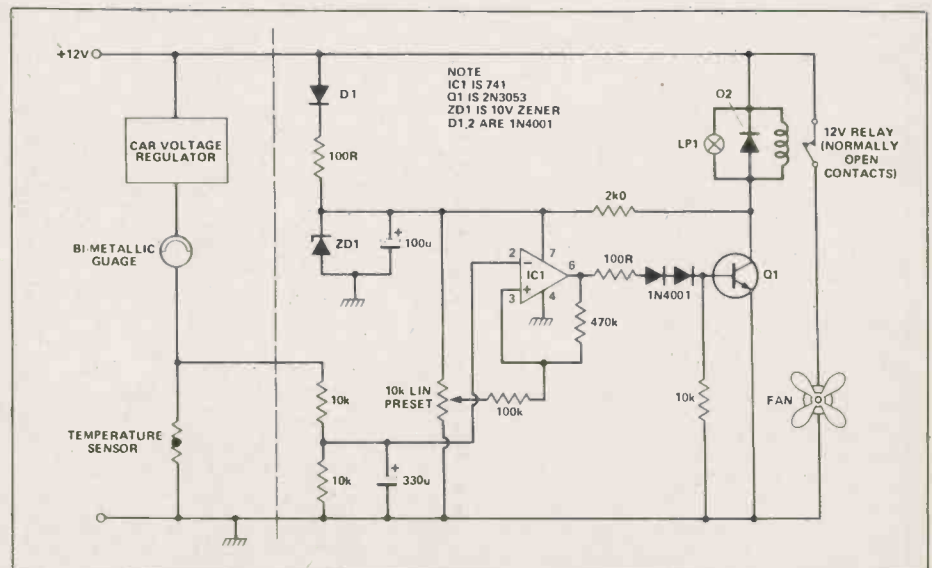 +12V
CAR VOLTAGE
REGULATOR
BI-METALLIC
GUAGE
TEMPERATURE
SENSOR
D1
100R
ZD1
+
100u
NOTE
IC1 IS 741
Q1 IS 2N3053
ZD1 IS 10V ZENER
D1,2 ARE 1N4001
2k0
2
−
7
IC1
6
3
+
4
100R
1N4001
470k
10k LIN
PRESET
100k
10k
10k
+
330u
10k
LP1
O2
Q1
12V RELAY
(NORMALLY
OPEN
CONTACTS)
FAN